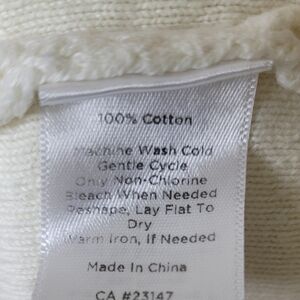 100% Cotton
Machine Wash Cold
Gentle Cycle
Only Non-Chlorine
Bleach When Needed
Reshape, Lay Flat To
Dry
Warm Iron, if Needed
Made In China
CA #23147